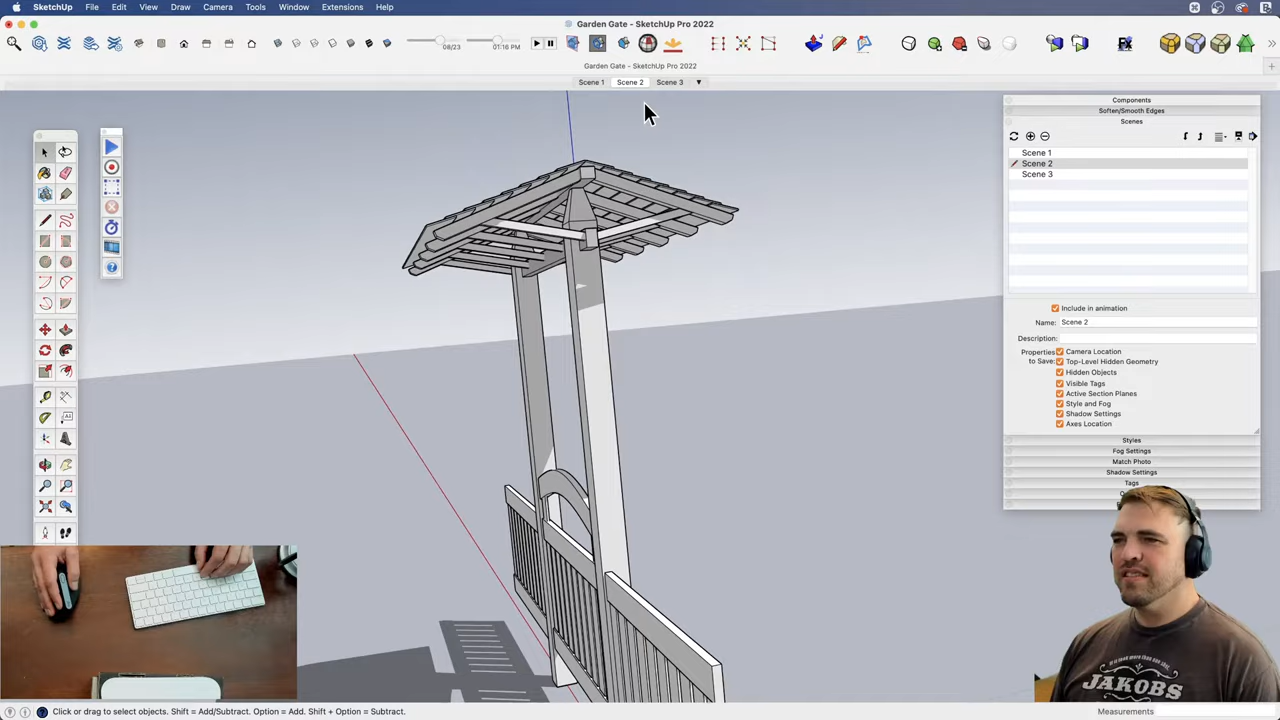 SketchUp File Edit View Draw Camera Tools Window Extensions Help
Garden Gate - SketchUp Pro 2022
08/23 01:16 PM
Garden Gate - SketchUp Pro 2022
Scene 1 Scene 2 Scene 3
Components
Soften/Smooth Edges
Scenes
Scene 1
Scene 2
Scene 3
Include in animation
Name: Scene 2
Description:
Properties to Save:
Camera Location
Top-Level Hidden Geometry
Hidden Objects
Visible Tags
Active Section Planes
Style and Fog
Shadow Settings
Axes Location
Styles
Fog Settings
Match Photo
Shadow Settings
Tags
JAKOBS
Click or drag to select objects. Shift = Add/Subtract. Option = Add. Shift + Option = Subtract.
Measurements